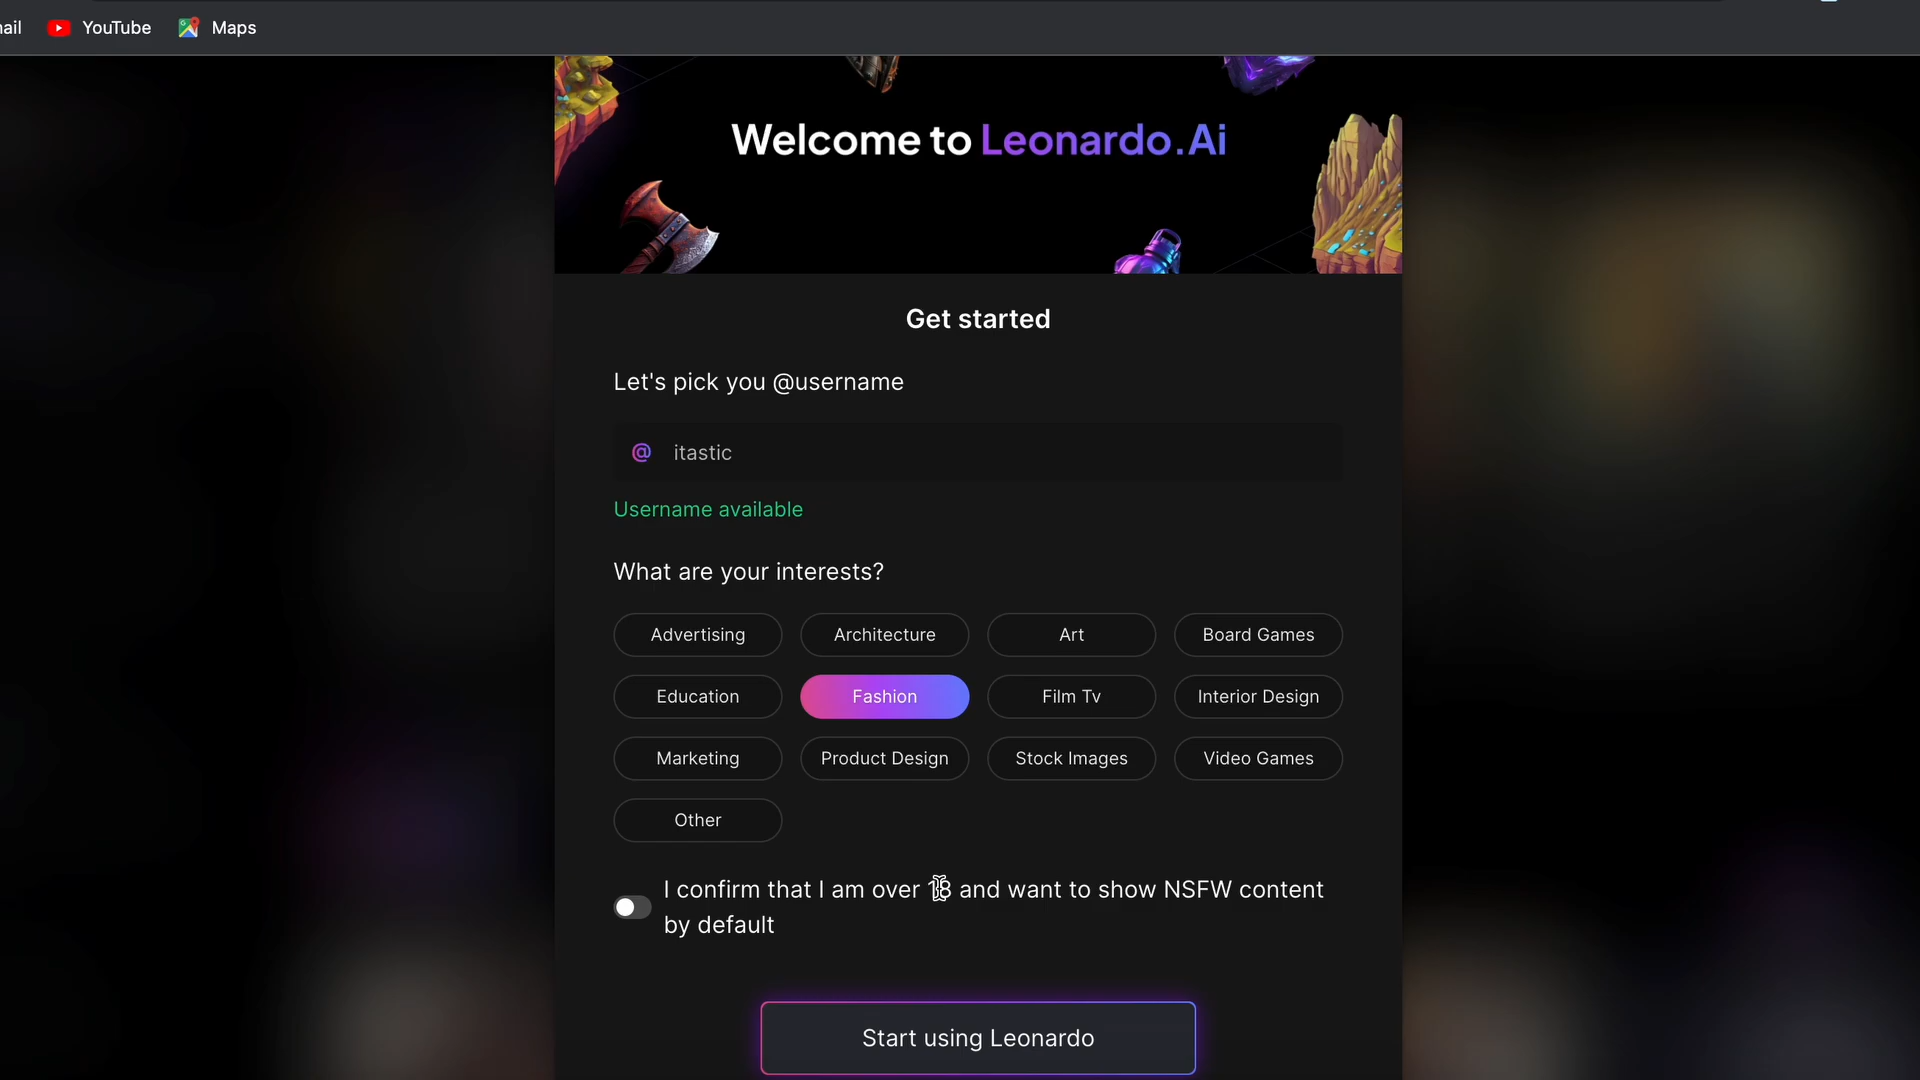 YouTube
Maps
Welcome to Leonardo.Ai
Get started
Let's pick you @username
@ itastic
Username available
What are your interests?
Advertising Architecture Art Board Games
Education Fashion Film Tv Interior Design
Marketing Product Design Stock Images Video Games
Other
I confirm that I am over 18 and want to show NSFW content
by default
Start using Leonardo